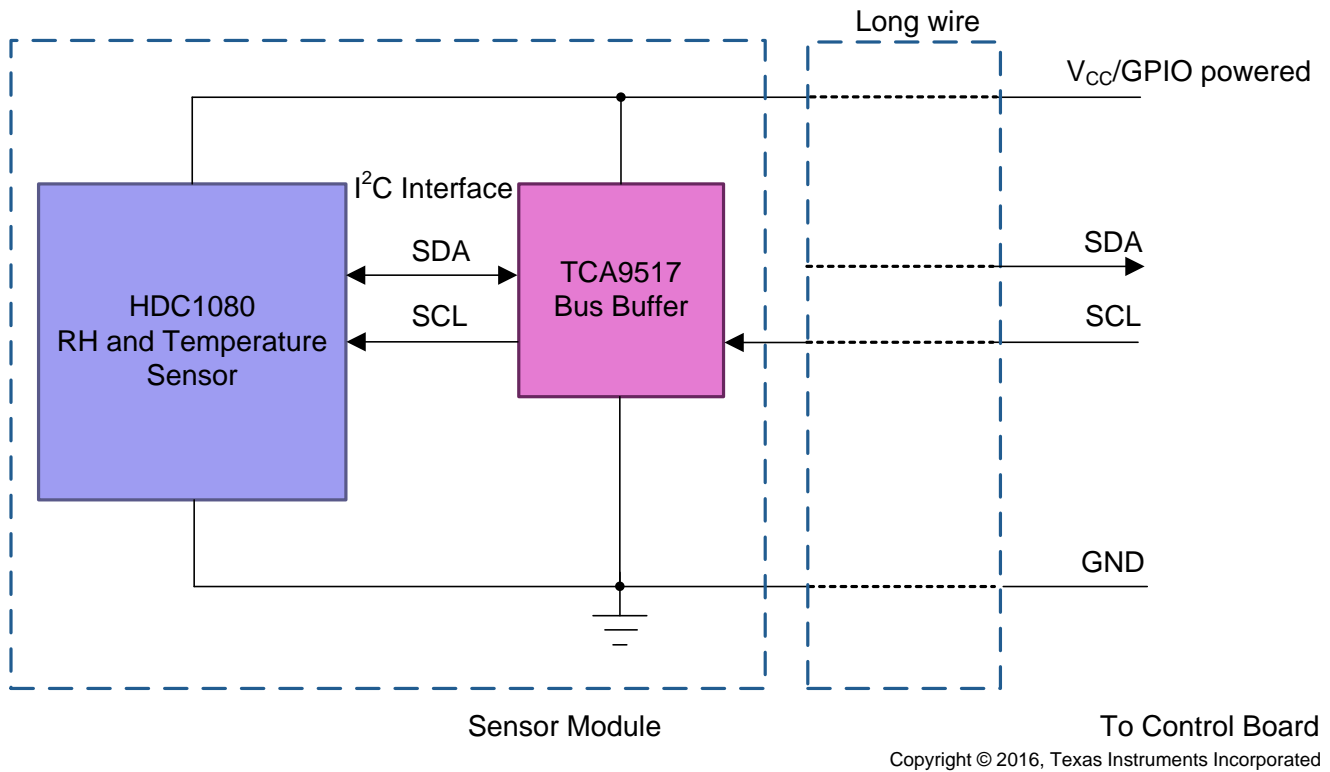 Long wire
V_CC/GPIO powered
I²C Interface
SDA
SCL
HDC1080
RH and Temperature
Sensor
TCA9517
Bus Buffer
SDA
SCL
GND
Sensor Module
To Control Board
Copyright © 2016, Texas Instruments Incorporated